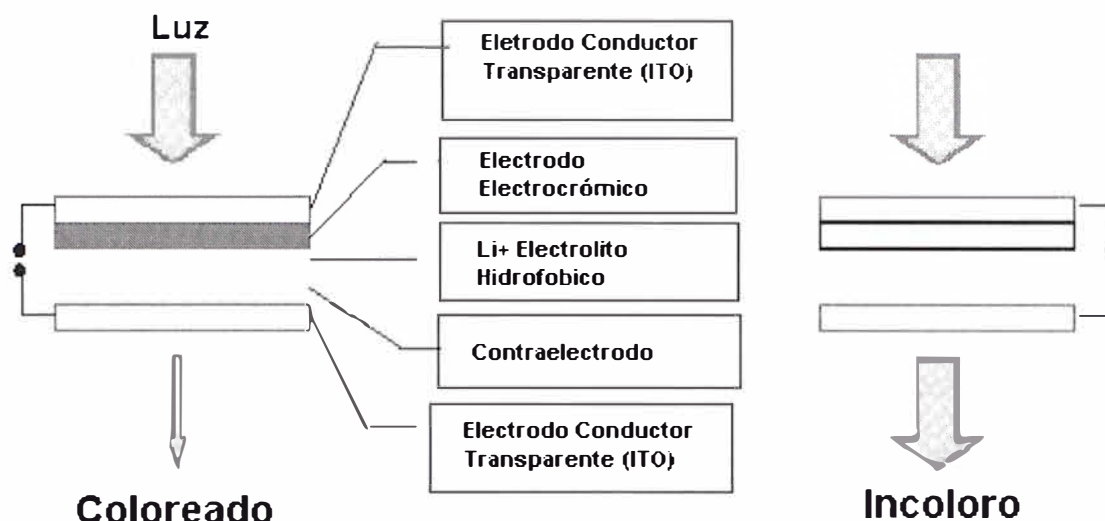 Luz
Eletrodo Conductor
Transparente (ITO)
Electrodo
Electrocrómico
Li+ Electrolito
Hidrofobico
Contraelectrodo
Electrodo Conductor
Transparente (ITO)
Coloreado
Incoloro